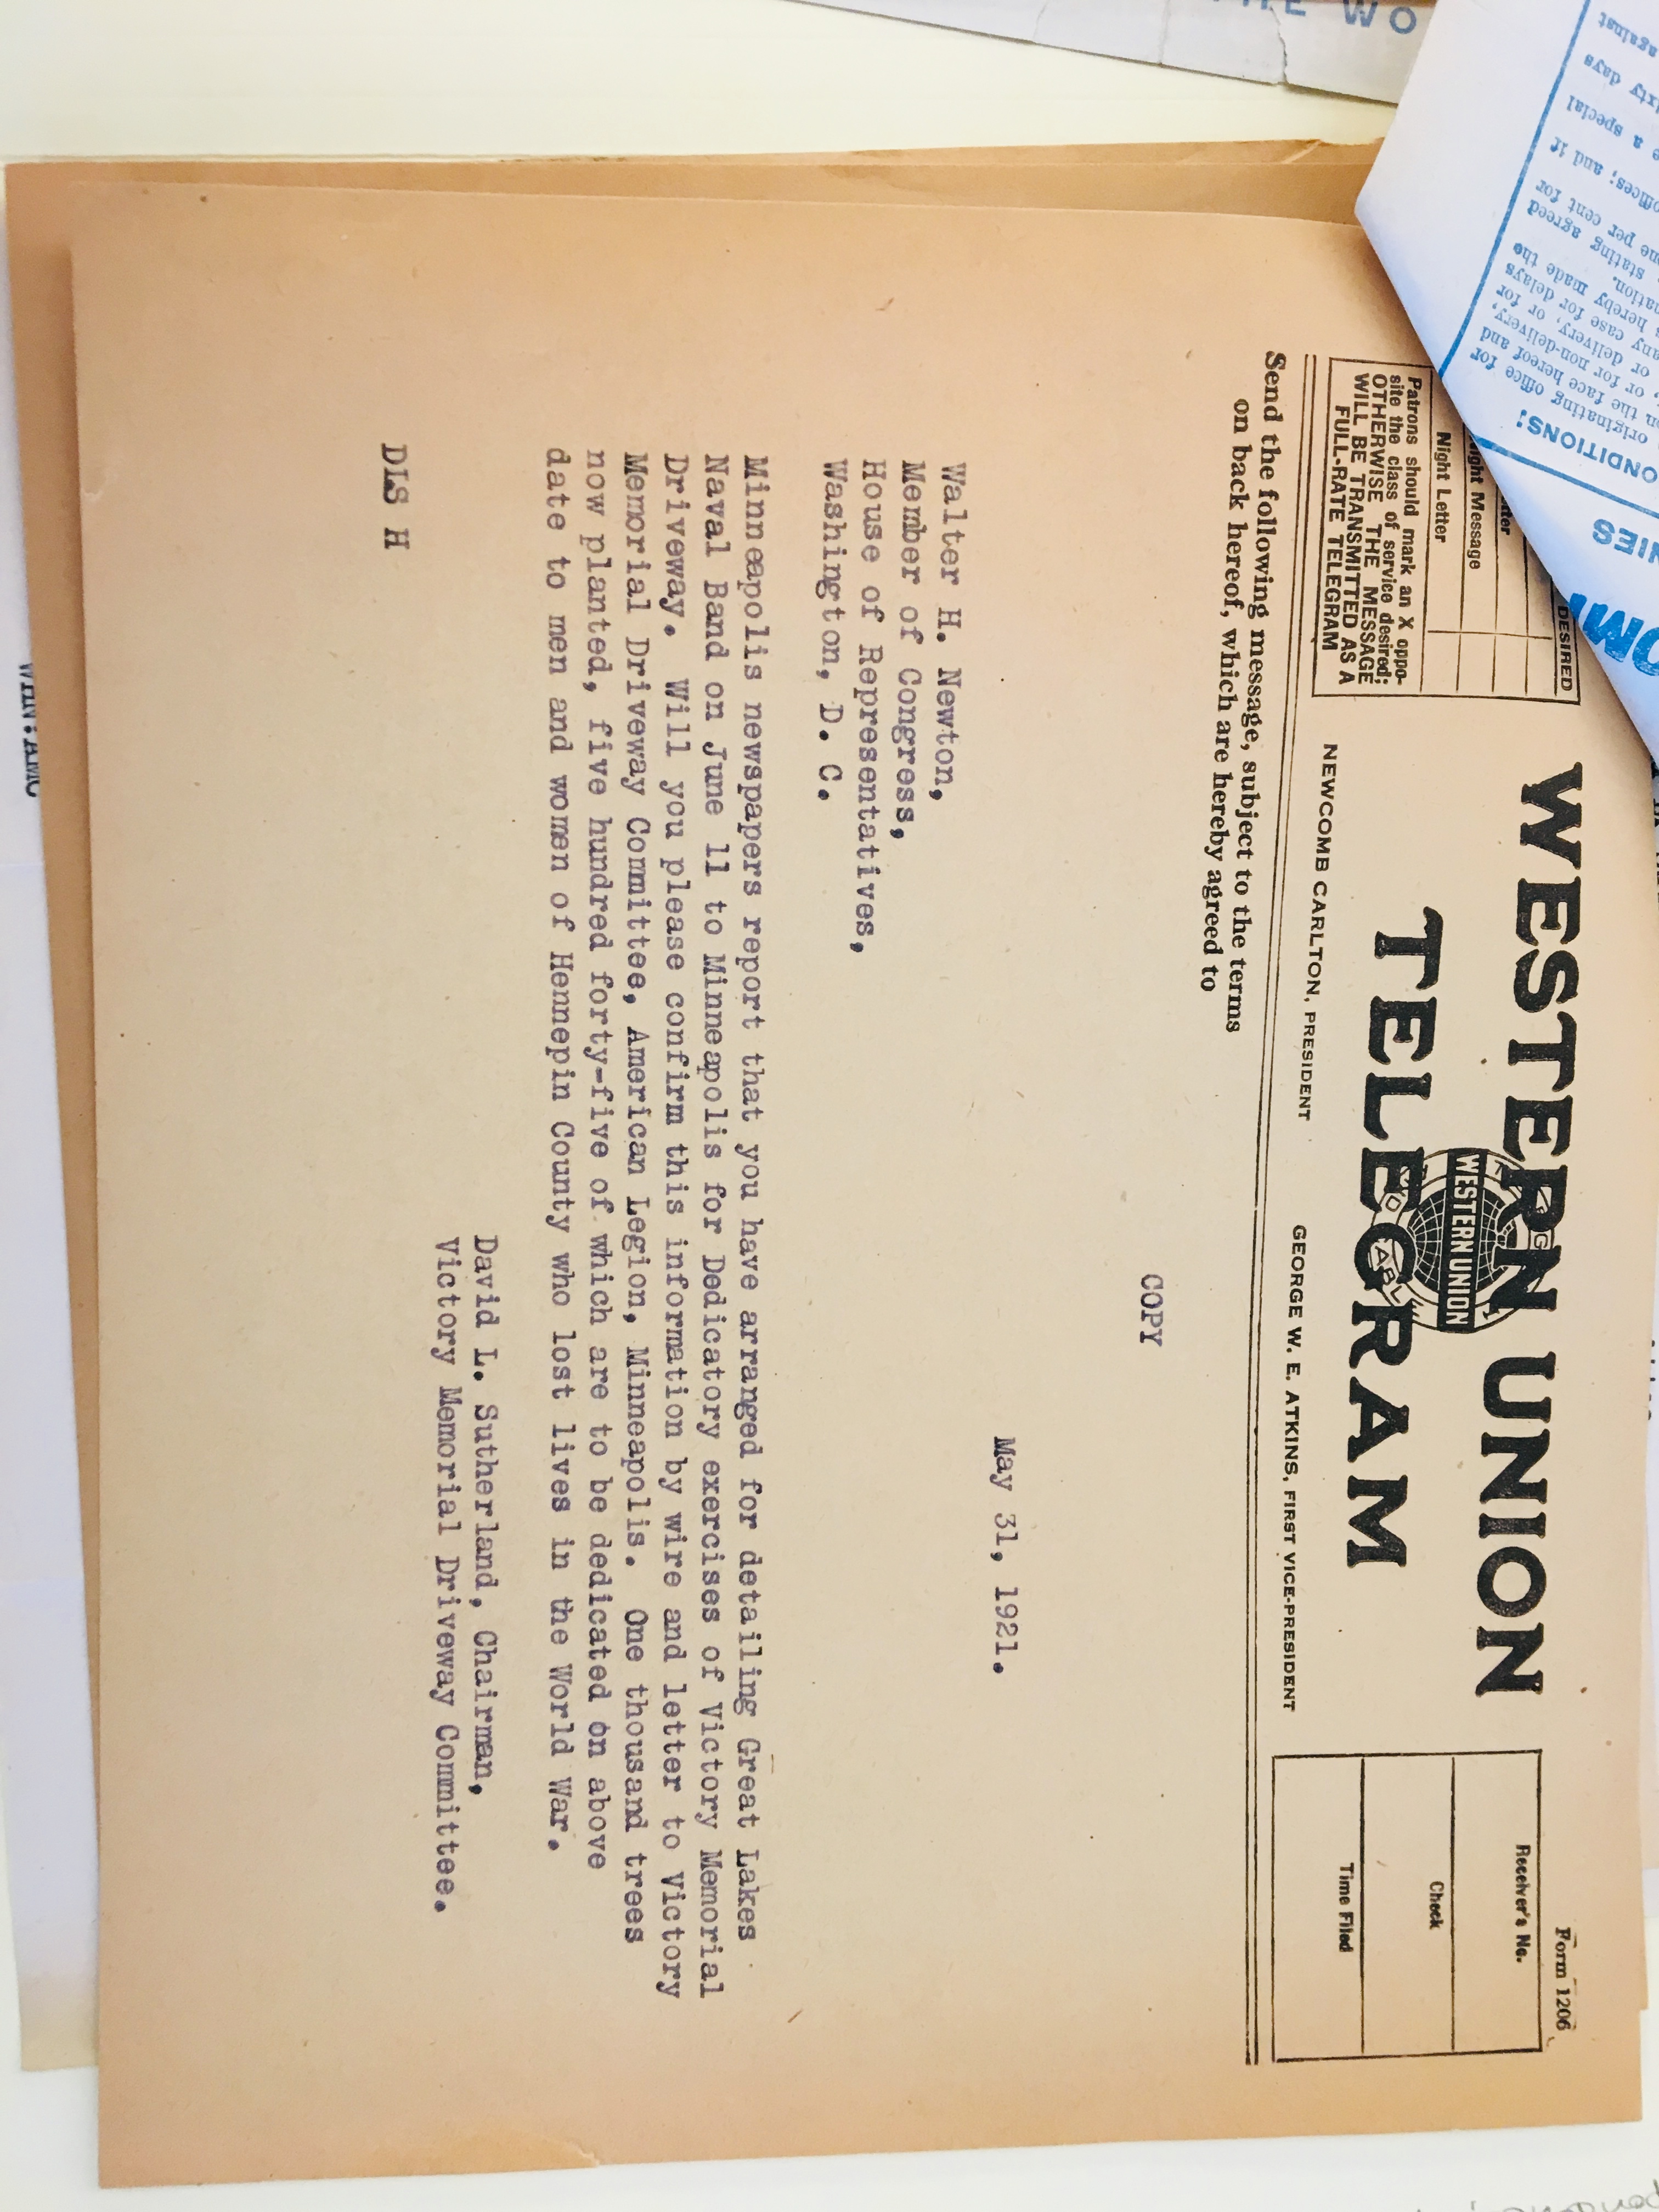 Form 1206
WESTERN UNION
TELEGRAM
WESTERN UNION
NEWCOMB CARLTON, PRESIDENT
GEORGE W. E. ATKINS, FIRST VICE-PRESIDENT
DESIRED
Night Message
Night Letter
Patrons should mark an X oppo-
site the class of service desired:
OTHERWISE THE MESSAGE
WILL BE TRANSMITTED AS A
FULL-RATE TELEGRAM
Receiver's No.
Check
Time Filed
Send the following message, subject to the terms
on back hereof, which are hereby agreed to
COPY
May 31, 1921.
Walter H. Newton,
Member of Congress,
House of Representatives,
Washington, D. C.
Minneapolis newspapers report that you have arranged for detailing Great Lakes
Naval Band on June 11 to Minneapolis for Dedicatory exercises of Victory Memorial
Driveway. Will you please confirm this information by wire and letter to Victory
Memorial Driveway Committee, American Legion, Minneapolis. One thousand trees
now planted, five hundred forty-five of which are to be dedicated on above
date to men and women of Hennepin County who lost lives in the World War.
David L. Sutherland, Chairman,
Victory Memorial Driveway Committee.
DLS H
against
days
a special
offices; and if
per cent for
stating agreed
hereby made the
any case for delays
or delivery, or for
or for non-delivery,
the face hereof and
originating office for